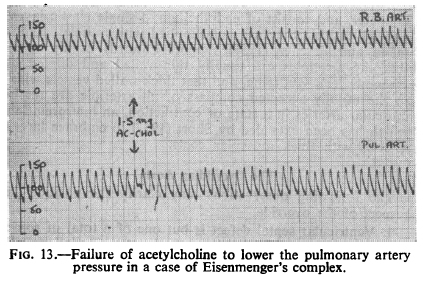 150
R.B. ART.
100
50
0
1.5 mg
AC-CHOL
150
PUL ART.
100
50
0
FIG. 13.—Failure of acetylcholine to lower the pulmonary artery
pressure in a case of Eisenmenger's complex.